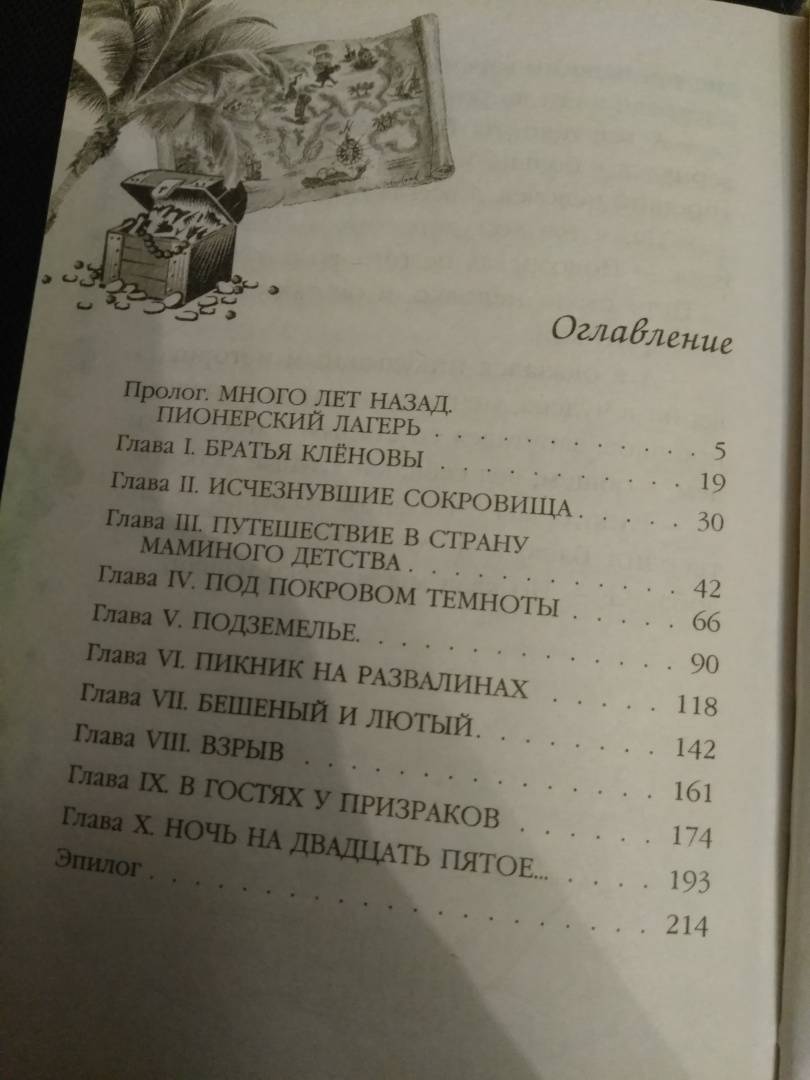 Оглавление
Пролог. МНОГО ЛЕТ НАЗАД.
ПИОНЕРСКИЙ ЛАГЕРЬ . . . . . . . . . . . . 5
Глава I. БРАТЬЯ КЛЁНОВЫ . . . . . . . . . . . 19
Глава II. ИСЧЕЗНУВШИЕ СОКРОВИЩА . . . . . 30
Глава III. ПУТЕШЕСТВИЕ В СТРАНУ
МАМИНОГО ДЕТСТВА . . . . . . . . . . . . 42
Глава IV. ПОД ПОКРОВОМ ТЕМНОТЫ . . . . . 66
Глава V. ПОДЗЕМЕЛЬЕ. . . . . . . . . . . . . . 90
Глава VI. ПИКНИК НА РАЗВАЛИНАХ . . . . . 118
Глава VII. БЕШЕНЫЙ И ЛЮТЫЙ. . . . . . . . 142
Глава VIII. ВЗРЫВ . . . . . . . . . . . . . . 161
Глава IX. В ГОСТЯХ У ПРИЗРАКОВ . . . . . . 174
Глава X. НОЧЬ НА ДВАДЦАТЬ ПЯТОЕ... . . . . 193
Эпилог . . . . . . . . . . . . . . . . . . . . 214